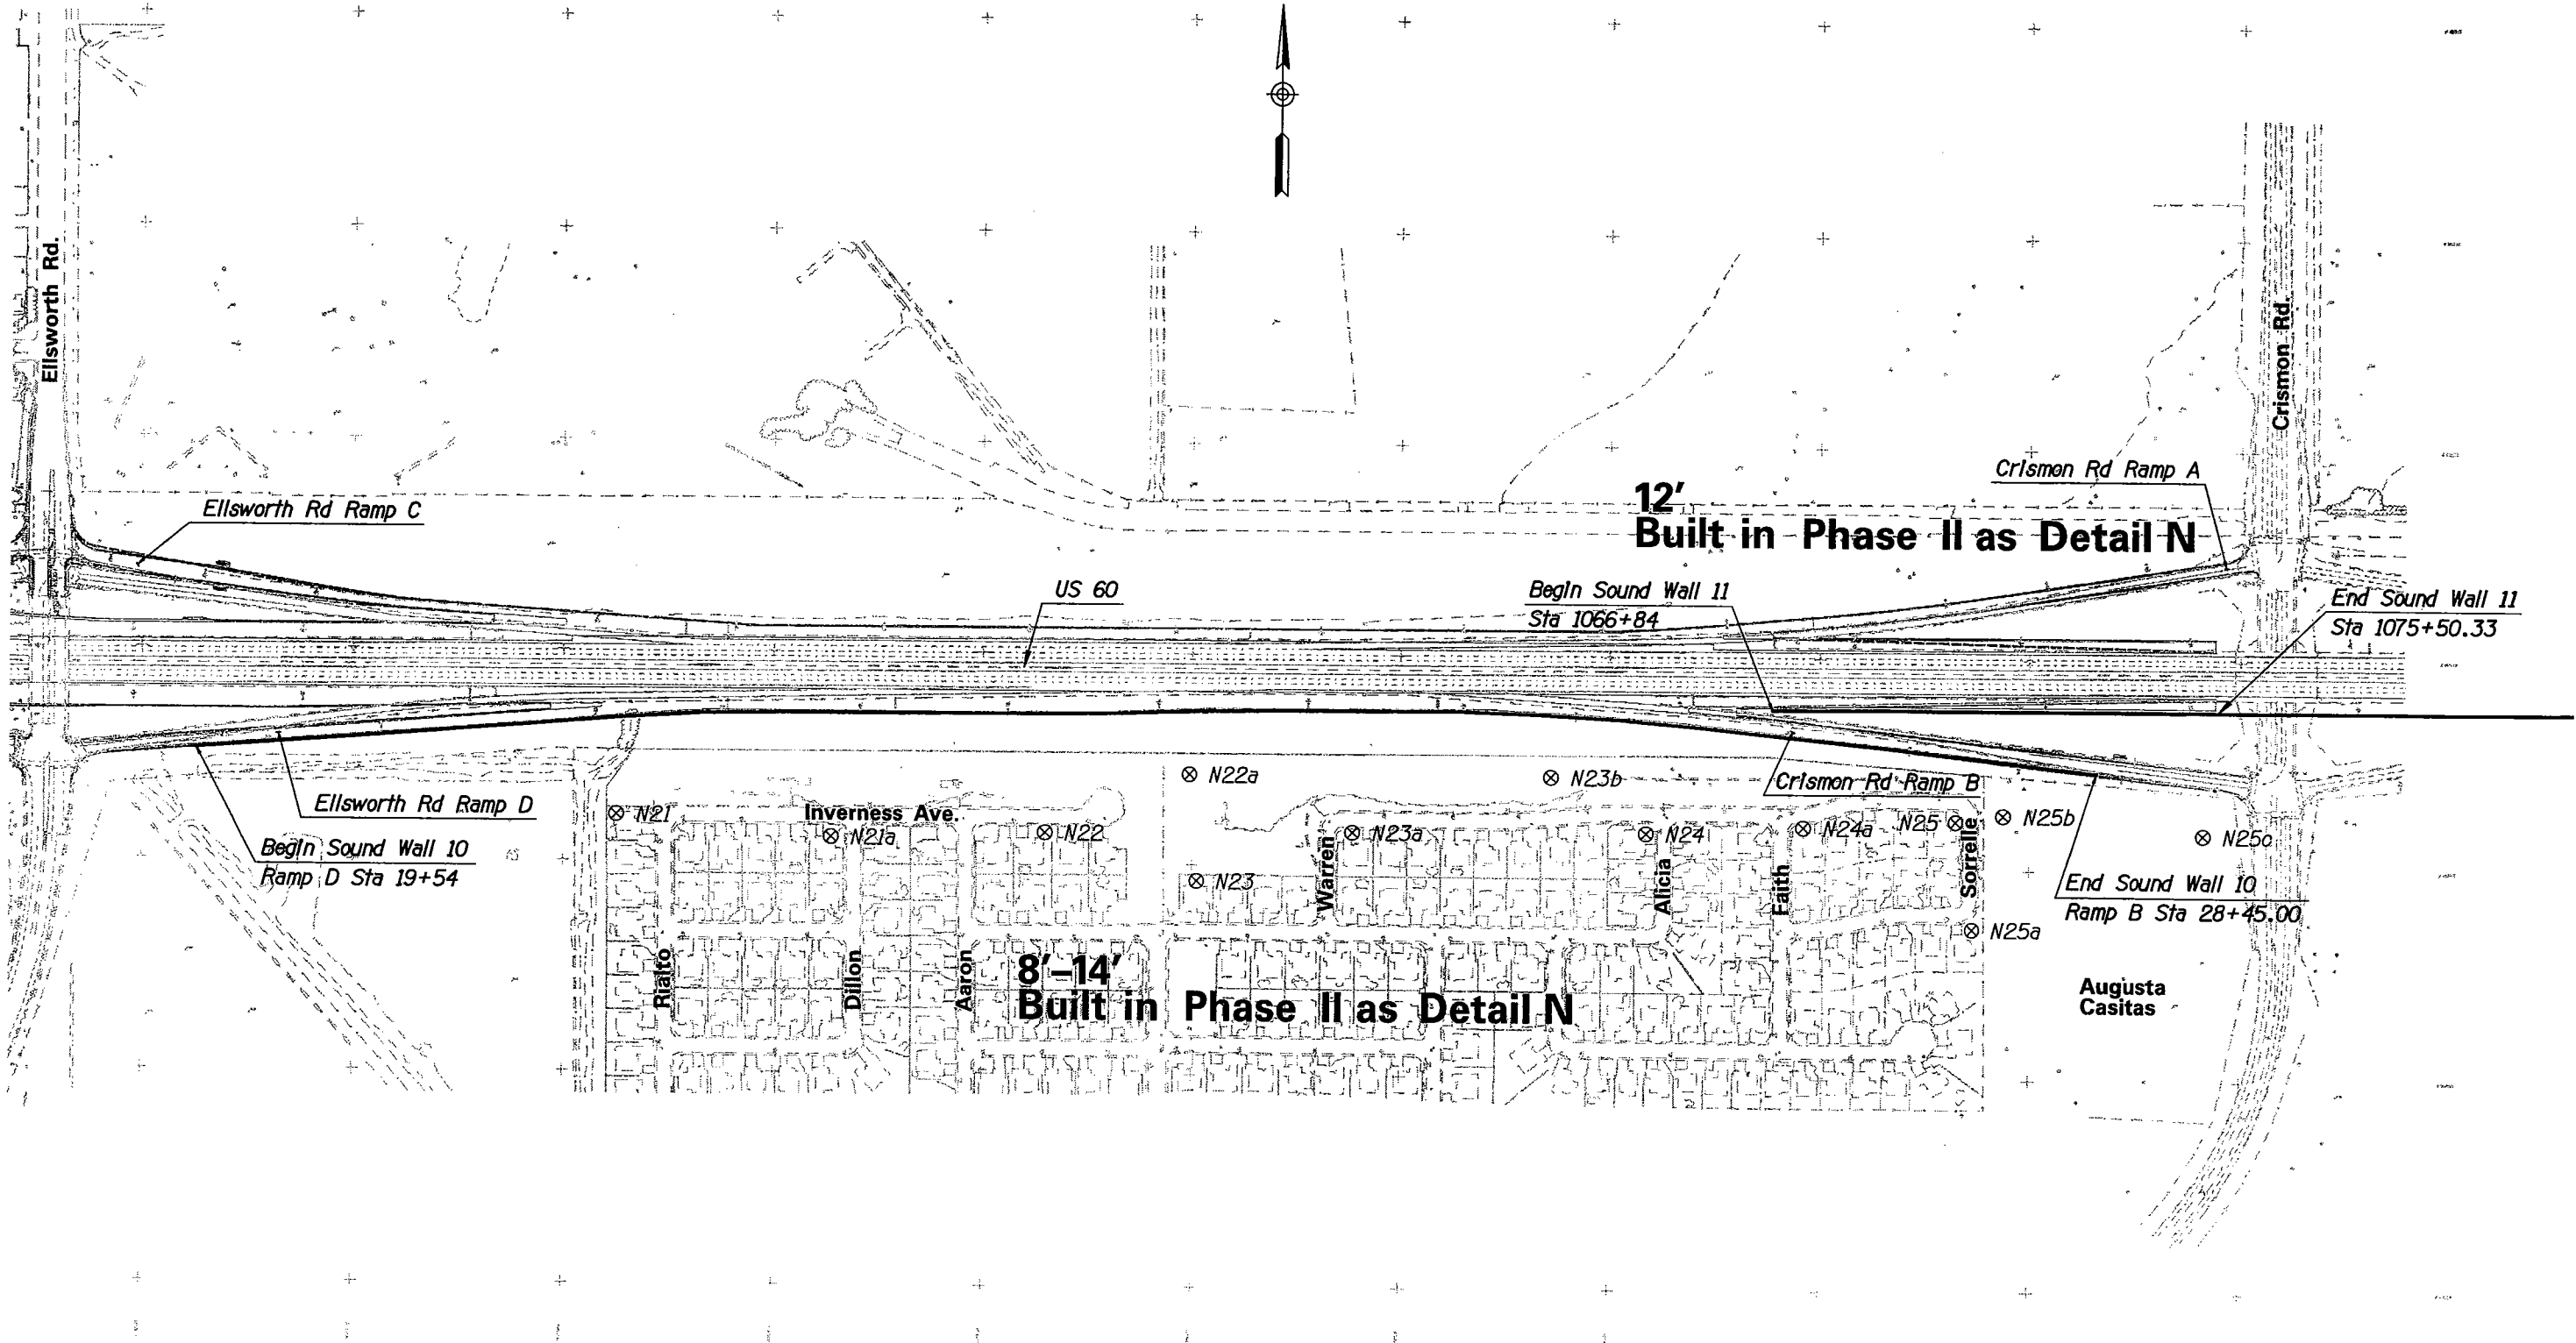 Ellsworth Rd.
Crismon Rd.
Crismon Rd Ramp A
12'
Built in Phase II as Detail N
Ellsworth Rd Ramp C
US 60
Begin Sound Wall 11
Sta 1066+84
End Sound Wall 11
Sta 1075+50.33
N22a
N23b
Crismon Rd Ramp B
Ellsworth Rd Ramp D
N21
Inverness Ave.
N21a
N22
N23a
N24
N24a
N25
N25b
N25c
Begin Sound Wall 10
Ramp D Sta 19+54
N23
Warren
Alicia
Faith
Sorrelle
End Sound Wall 10
Ramp B Sta 28+45.00
N25a
Rialto
Dillon
Aaron
8'–14'
Built in Phase II as Detail N
Augusta
Casitas